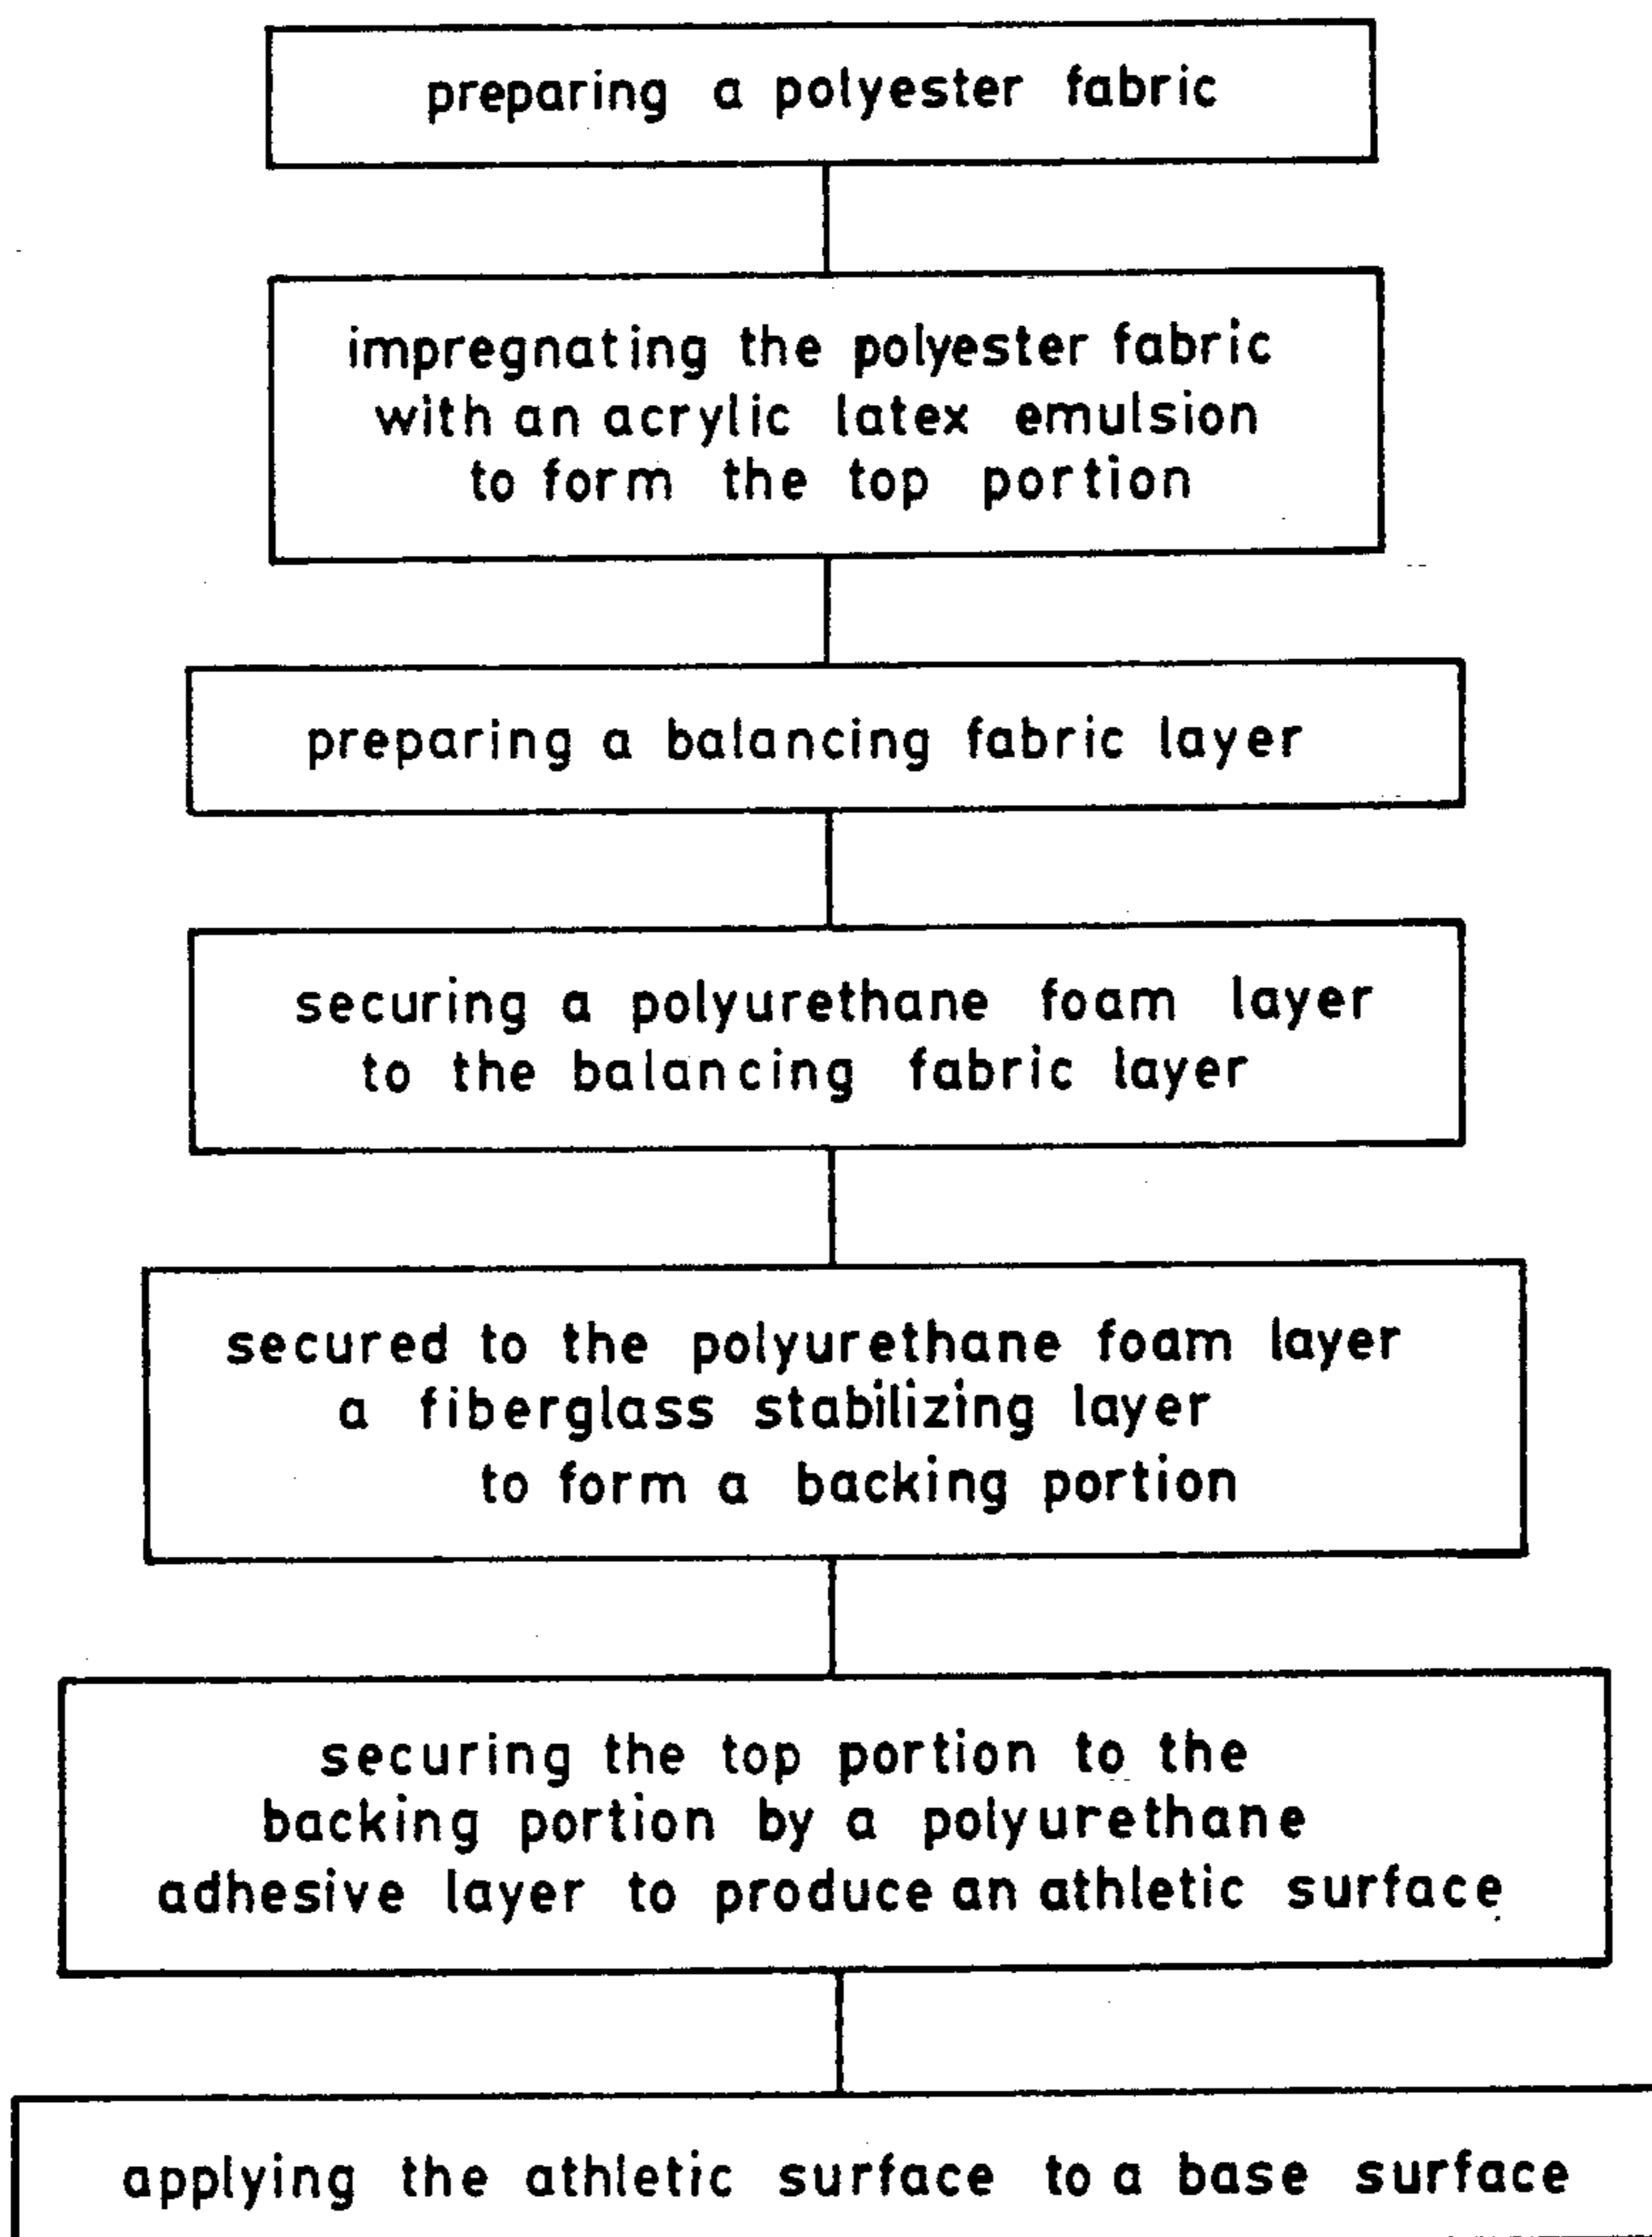 preparing a polyester fabric
impregnating the polyester fabric
with an acrylic latex emulsion
to form the top portion
preparing a balancing fabric layer
securing a polyurethane foam layer
to the balancing fabric layer
secured to the polyurethane foam layer
a fiberglass stabilizing layer
to form a backing portion
securing the top portion to the
backing portion by a polyurethane
adhesive layer to produce an athletic surface
applying the athletic surface to a base surface